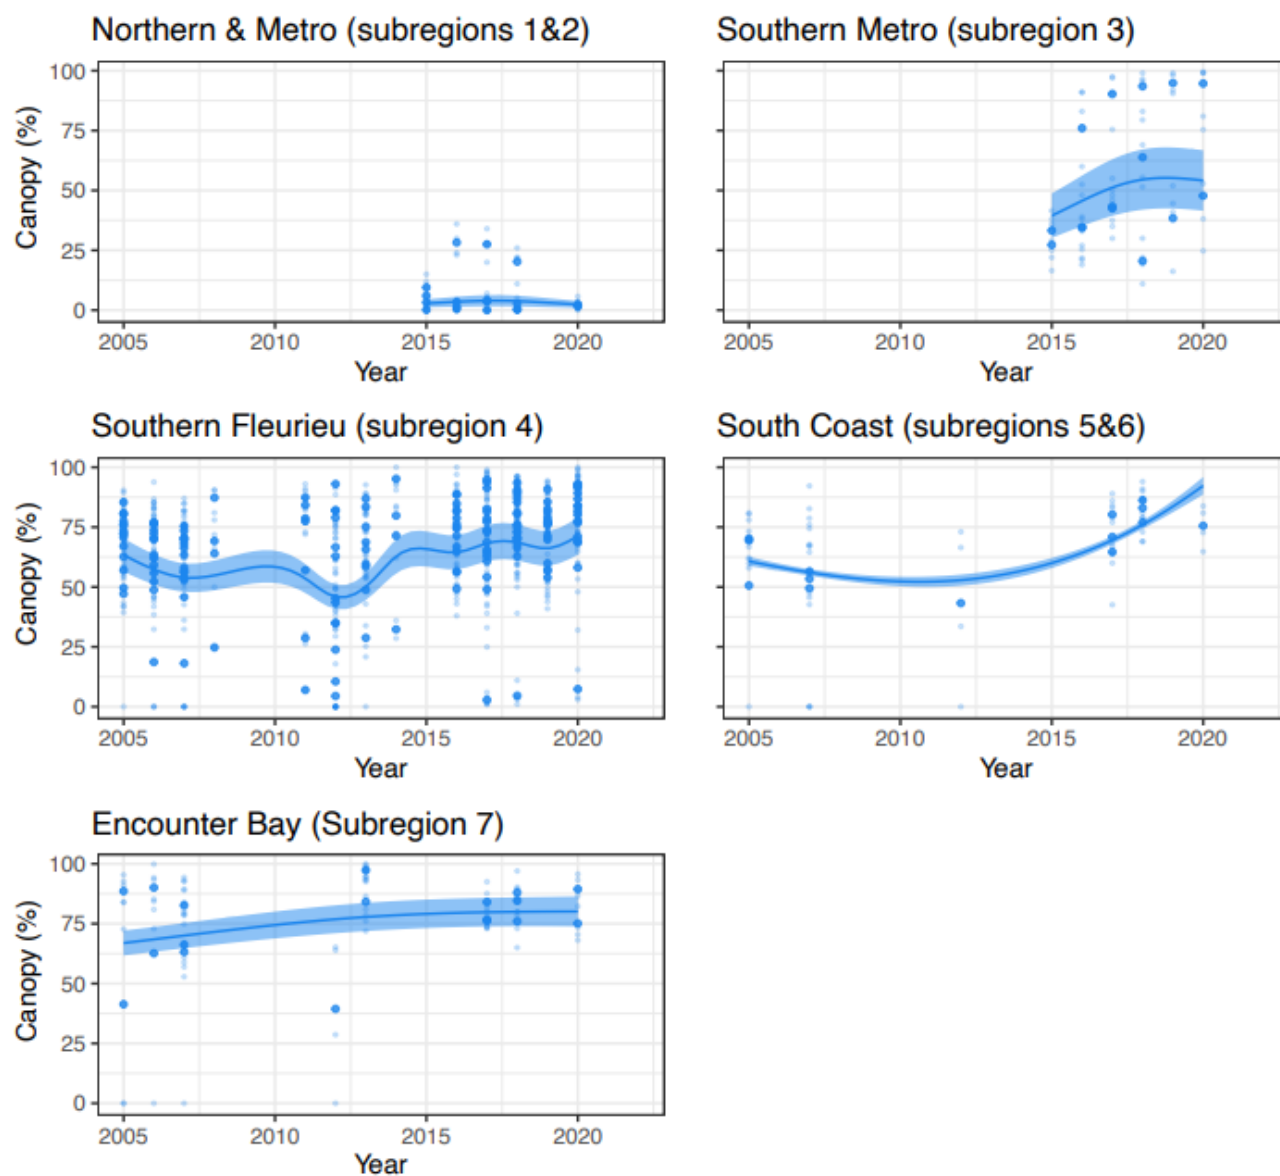 Northern & Metro (subregions 1&2)
Southern Metro (subregion 3)
100
75
50
25
0
Canopy (%)
2005 2010 2015 2020
Year
2005 2010 2015 2020
Year
Southern Fleurieu (subregion 4)
South Coast (subregions 5&6)
100
75
50
25
0
Canopy (%)
2005 2010 2015 2020
Year
2005 2010 2015 2020
Year
Encounter Bay (Subregion 7)
100
75
50
25
0
Canopy (%)
2005 2010 2015 2020
Year